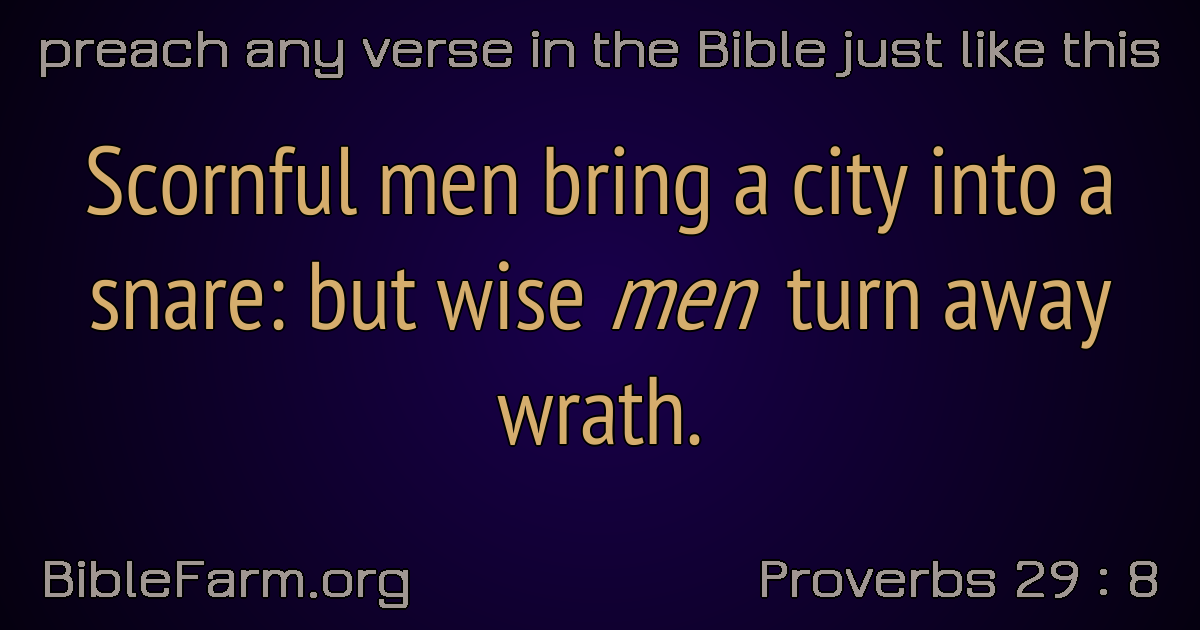 preach any verse in the Bible just like this
Scornful men bring a city into a
snare: but wise men turn away
wrath.
BibleFarm.org
Proverbs 29 : 8